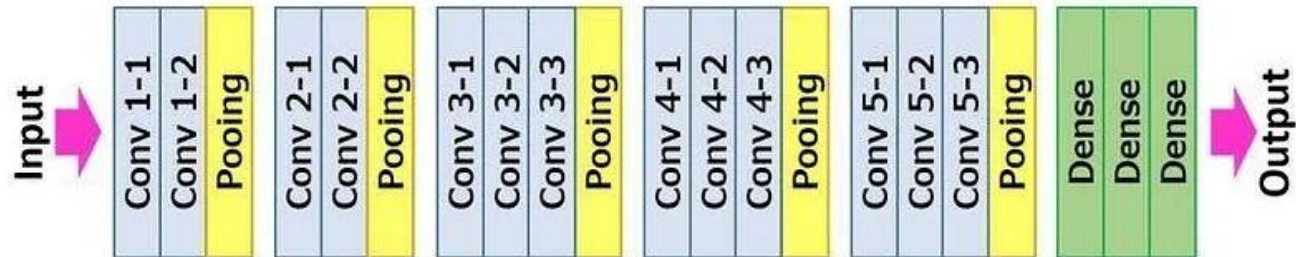 Input
Conv 1-1
Conv 1-2
Pooing
Conv 2-1
Conv 2-2
Pooing
Conv 3-1
Conv 3-2
Conv 3-3
Pooing
Conv 4-1
Conv 4-2
Conv 4-3
Pooing
Conv 5-1
Conv 5-2
Conv 5-3
Pooing
Dense
Dense
Dense
Output